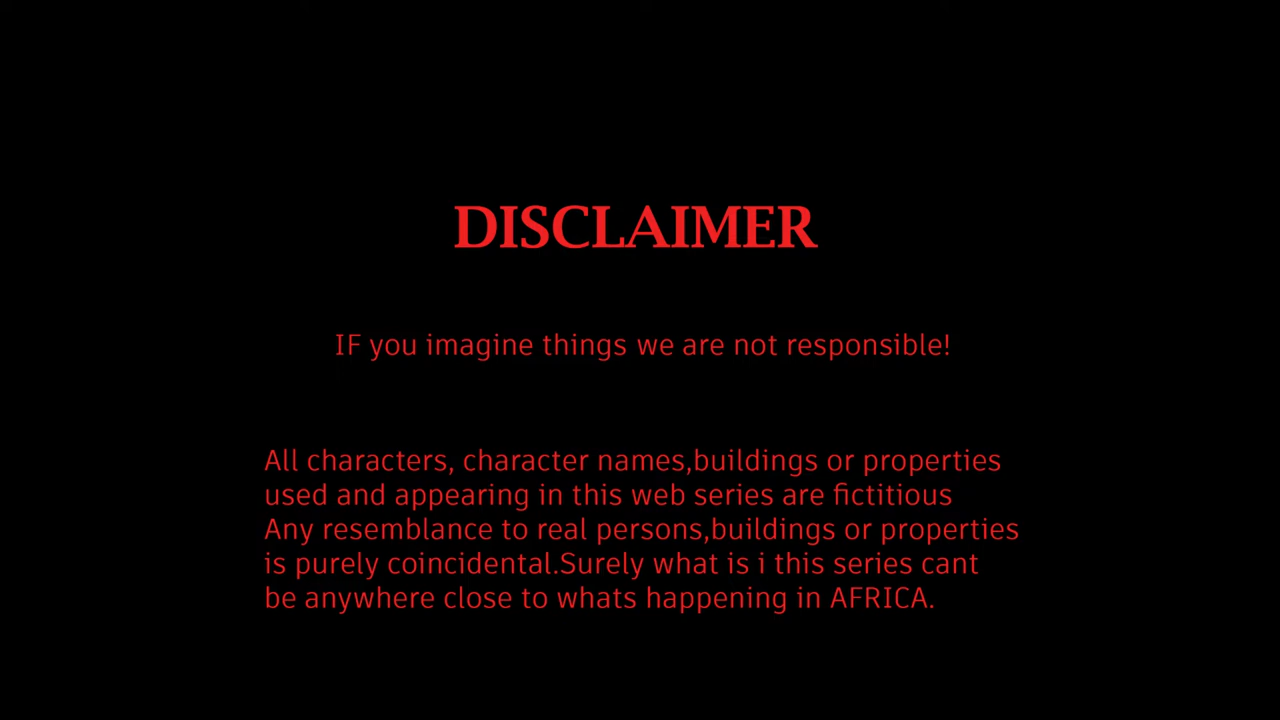 DISCLAIMER
IF you imagine things we are not responsible!
All characters, character names,buildings or properties
used and appearing in this web series are fictitious
Any resemblance to real persons,buildings or properties
is purely coincidental.Surely what is i this series cant
be anywhere close to whats happening in AFRICA.